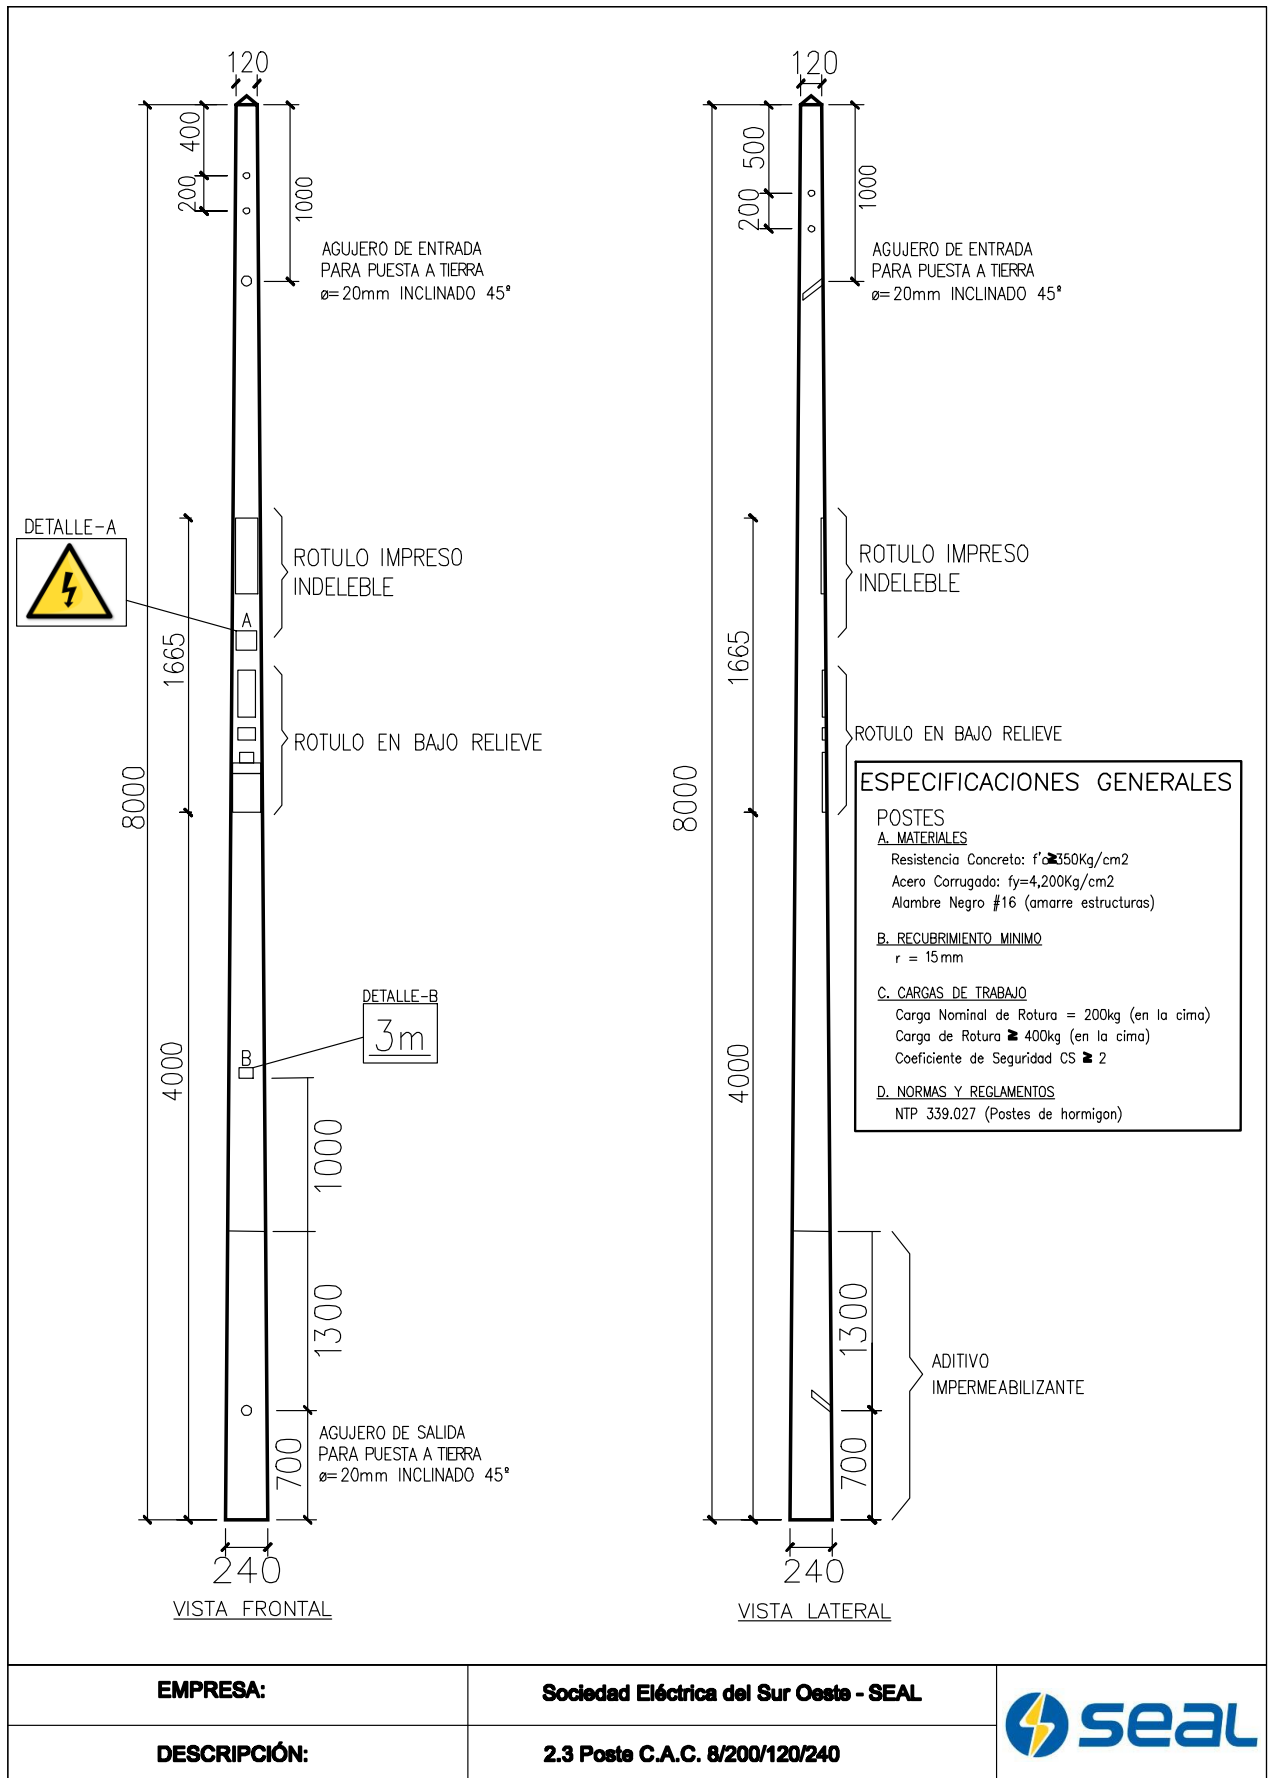 120
400
200
1000
AGUJERO DE ENTRADA
PARA PUESTA A TIERRA
ø=20mm INCLINADO 45º
DETALLE-A
ROTULO IMPRESO
INDELEBLE
A
1665
ROTULO EN BAJO RELIEVE
8000
DETALLE-B
3m
B
4000
1000
1300
AGUJERO DE SALIDA
PARA PUESTA A TIERRA
ø=20mm INCLINADO 45º
700
240
VISTA FRONTAL
120
500
200
1000
AGUJERO DE ENTRADA
PARA PUESTA A TIERRA
ø=20mm INCLINADO 45º
ROTULO IMPRESO
INDELEBLE
1665
ROTULO EN BAJO RELIEVE
8000
4000
1300
ADITIVO
IMPERMEABILIZANTE
700
240
VISTA LATERAL
ESPECIFICACIONES GENERALES
POSTES
A. MATERIALES
Resistencia Concreto: f'c≥350Kg/cm2
Acero Corrugado: fy=4,200Kg/cm2
Alambre Negro #16 (amarre estructuras)
B. RECUBRIMIENTO MINIMO
r = 15mm
C. CARGAS DE TRABAJO
Carga Nominal de Rotura = 200kg (en la cima)
Carga de Rotura ≥ 400kg (en la cima)
Coeficiente de Seguridad CS ≥ 2
D. NORMAS Y REGLAMENTOS
NTP 339.027 (Postes de hormigon)
EMPRESA:
Sociedad Eléctrica del Sur Oeste - SEAL
DESCRIPCIÓN:
2.3 Poste C.A.C. 8/200/120/240
seal